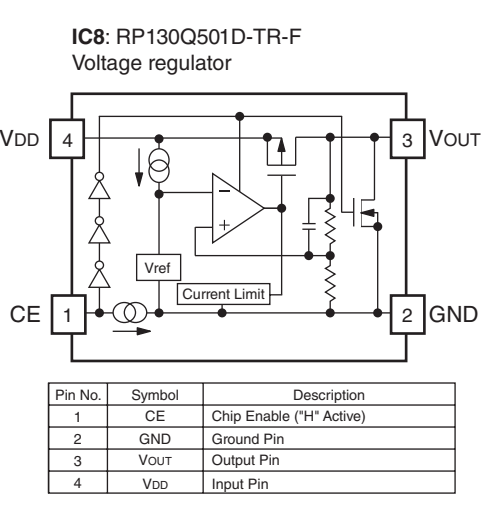 IC8: RP130Q501D-TR-F
Voltage regulator
VDD 4
3 VOUT
Vref
Current Limit
CE 1
2 GND
Pin No. Symbol Description
1 CE Chip Enable ("H" Active)
2 GND Ground Pin
3 VOUT Output Pin
4 VDD Input Pin